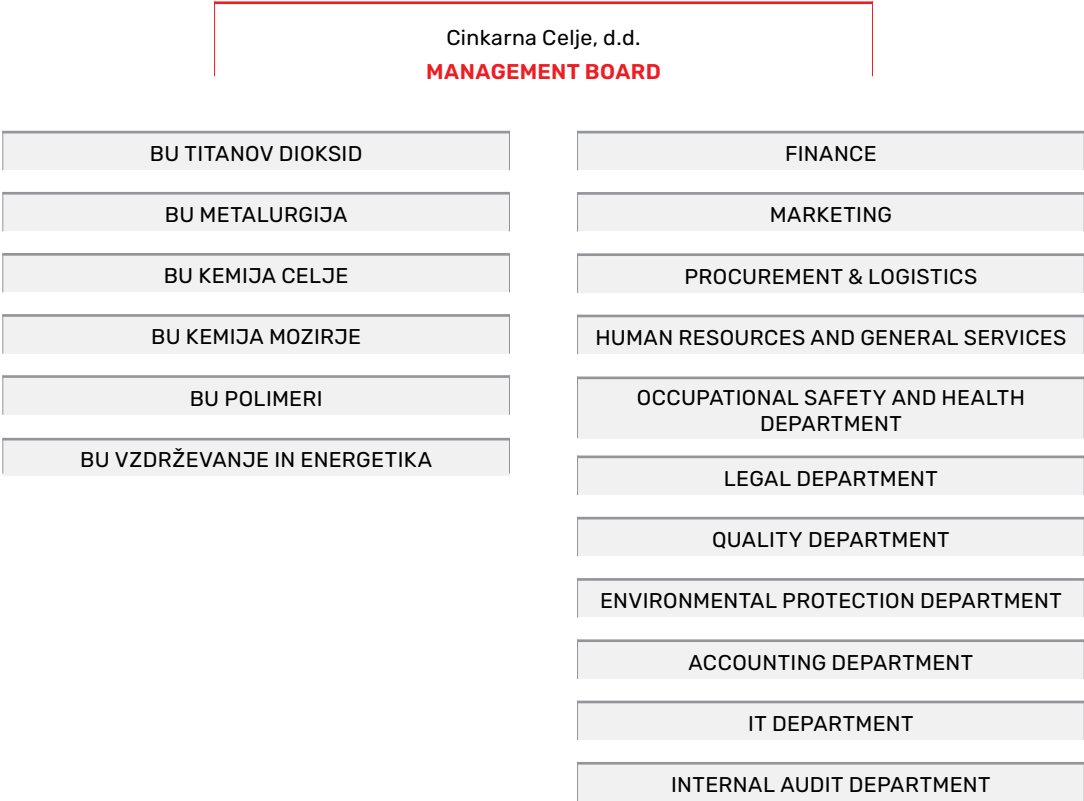 Cinkarna Celje, d.d.
MANAGEMENT BOARD
BU TITANOV DIOKSID
BU METALURGIJA
BU KEMIJA CELJE
BU KEMIJA MOZIRJE
BU POLIMERI
BU VZDRŽEVANJE IN ENERGETIKA
FINANCE
MARKETING
PROCUREMENT & LOGISTICS
HUMAN RESOURCES AND GENERAL SERVICES
OCCUPATIONAL SAFETY AND HEALTH
DEPARTMENT
LEGAL DEPARTMENT
QUALITY DEPARTMENT
ENVIRONMENTAL PROTECTION DEPARTMENT
ACCOUNTING DEPARTMENT
IT DEPARTMENT
INTERNAL AUDIT DEPARTMENT